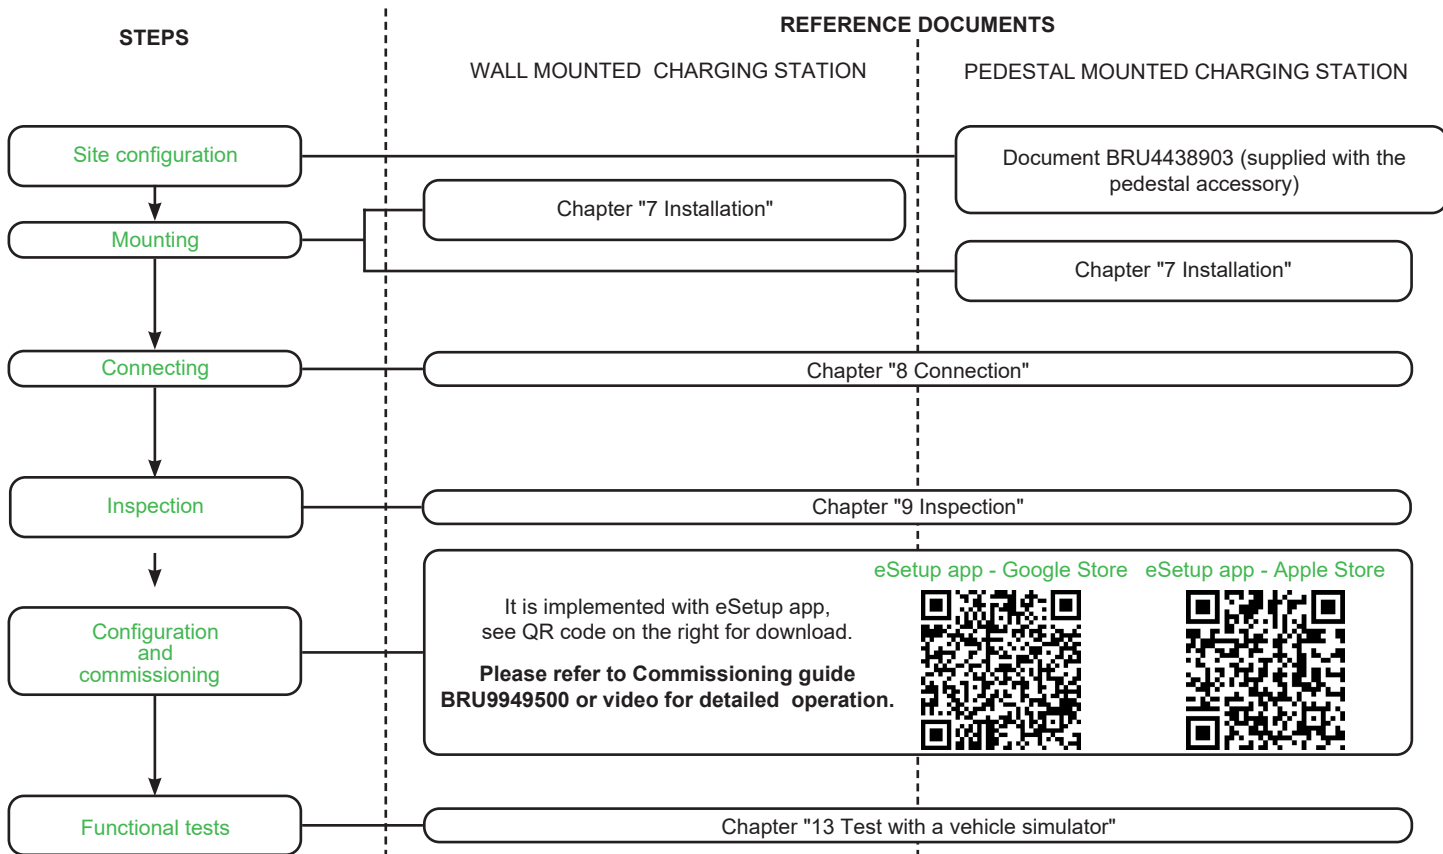 STEPS
REFERENCE DOCUMENTS
WALL MOUNTED  CHARGING STATION
PEDESTAL MOUNTED CHARGING STATION
Site configuration
Document BRU4438903 (supplied with the
pedestal accessory)
Mounting
Chapter "7 Installation"
Chapter "7 Installation"
Connecting
Chapter "8 Connection"
Inspection
Chapter "9 Inspection"
Configuration
and
commissioning
It is implemented with eSetup app,
see QR code on the right for download.
Please refer to Commissioning guide
BRU9949500 or video for detailed  operation.
eSetup app - Google Store
eSetup app - Apple Store
Functional tests
Chapter "13 Test with a vehicle simulator"